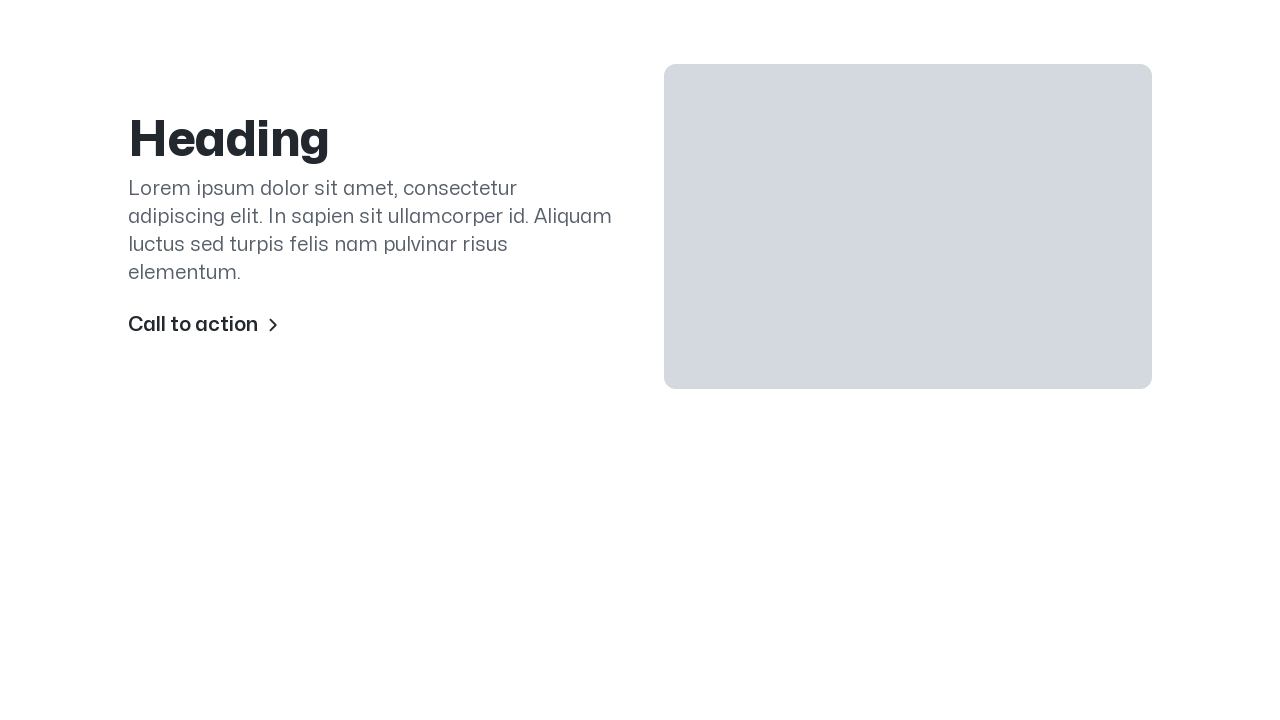 Heading
Lorem ipsum dolor sit amet, consectetur
adipiscing elit. In sapien sit ullamcorper id. Aliquam
luctus sed turpis felis nam pulvinar risus
elementum.
Call to action